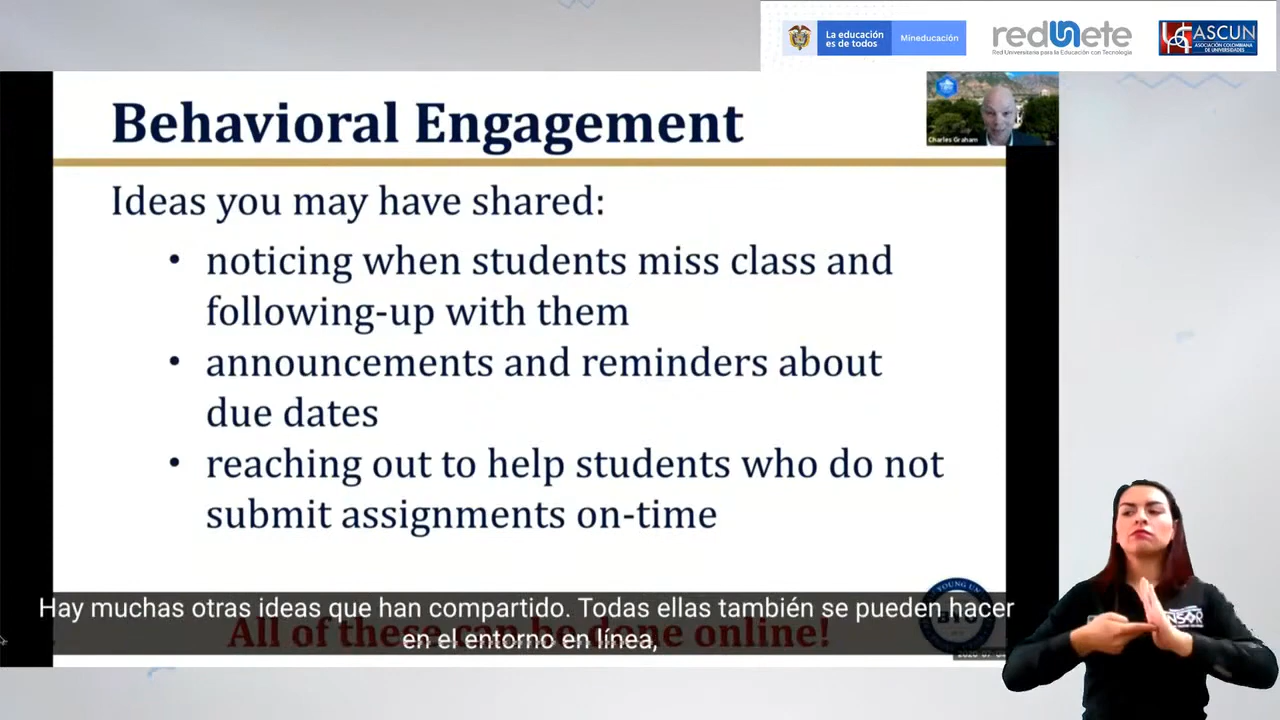 La educación
es de todos
Mineducación
redunete
Red Universitaria para la Educación con Tecnología
ASCUN
ASOCIACIÓN COLOMBIANA
DE UNIVERSIDADES
Behavioral Engagement
Charles Graham
Ideas you may have shared:
• noticing when students miss class and
following-up with them
• announcements and reminders about
due dates
• reaching out to help students who do not
submit assignments on-time
All of these can be done online!
Hay muchas otras ideas que han compartido. Todas ellas también se pueden hacer
en el entorno en línea,
BYU